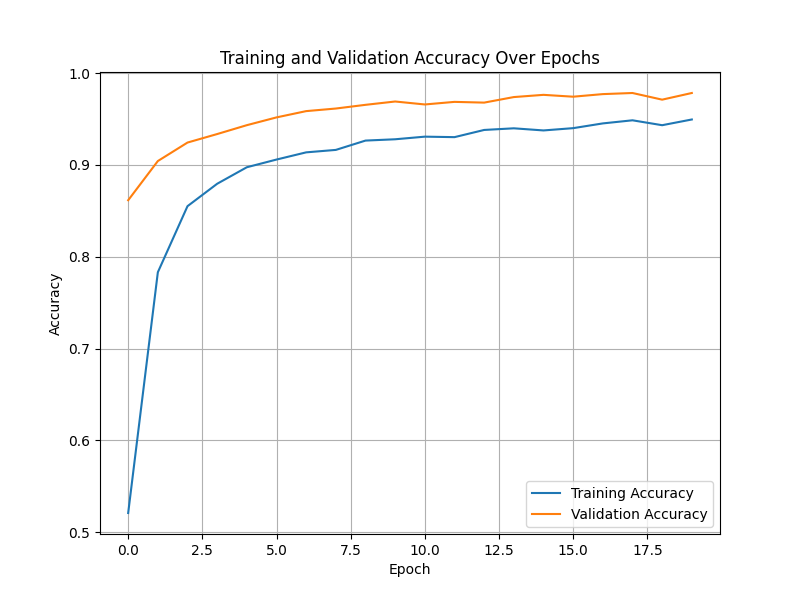 Training and Validation Accuracy Over Epochs
1.0
0.9
0.8
0.7
0.6
0.5
Accuracy
Training Accuracy
Validation Accuracy
0.0 2.5 5.0 7.5 10.0 12.5 15.0 17.5
Epoch